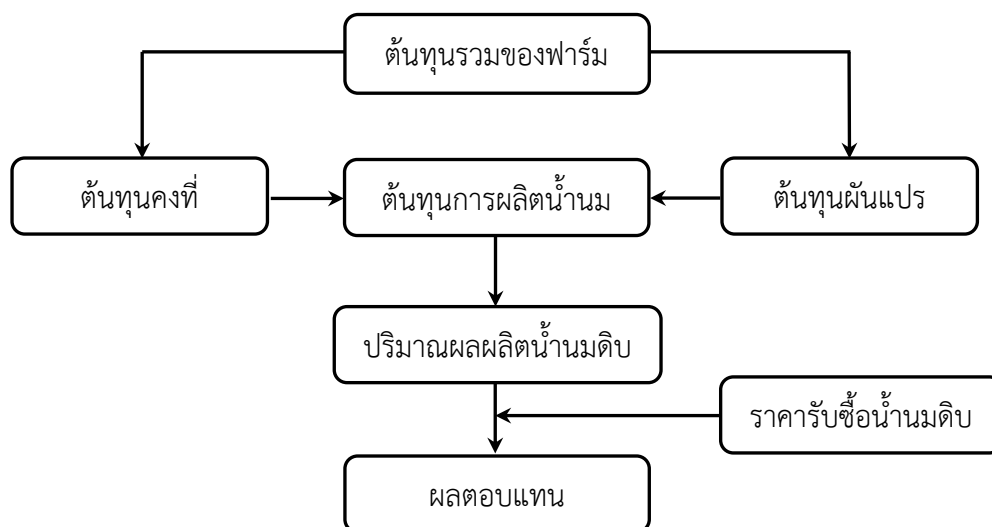 ต้นทุนรวมของฟาร์ม
ต้นทุนคงที่
ต้นทุนการผลิตน้ำนม
ต้นทุนผันแปร
ปริมาณผลผลิตน้ำนมดิบ
ราคารับซื้อน้ำนมดิบ
ผลตอบแทน